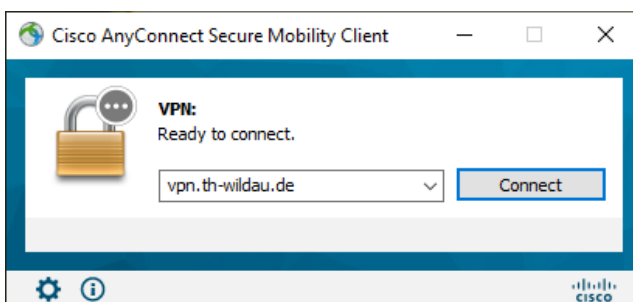 Cisco AnyConnect Secure Mobility Client
VPN:
Ready to connect.
vpn.th-wildau.de
Connect
cisco